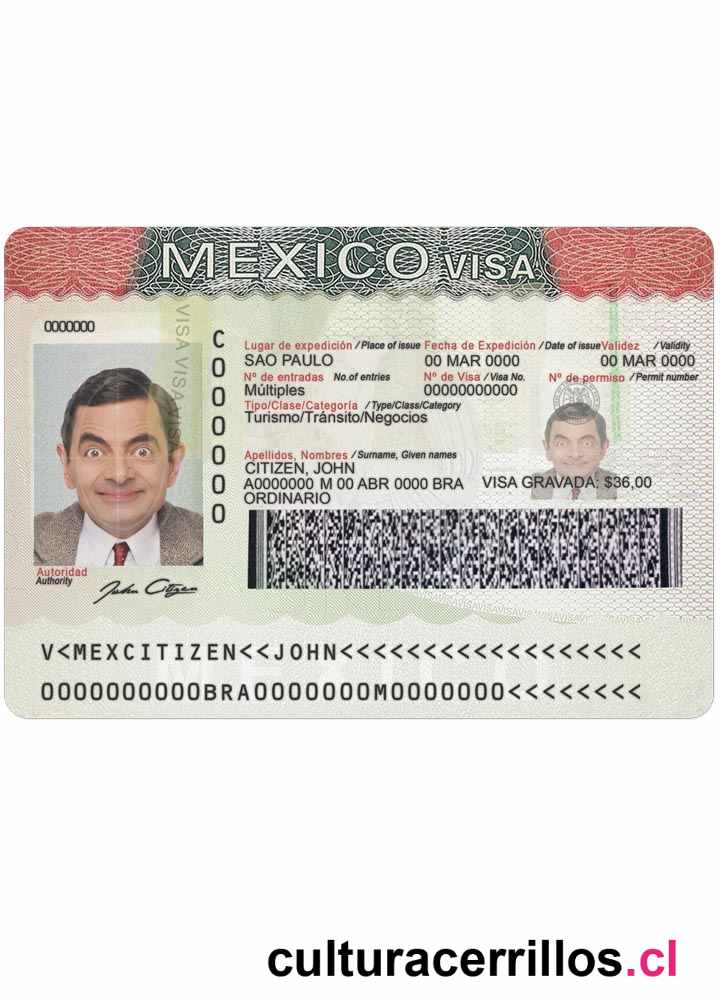 MEXICO VISA
0000000
VISA VISA VISA
C000000
Lugar de expedición / Place of issue Fecha de Expedición / Date of issue Validez / Validity
SAO PAULO 00 MAR 0000 00 MAR 0000
Nº de entradas No.of entries Nº de Visa / Visa No. Nº de permiso / Permit number
Múltiples 00000000000
Tipo/Clase/Categoría / Type/Class/Category
Turismo/Tránsito/Negocios
Apellidos, Nombres / Surname, Given names
CITIZEN, JOHN
A0000000 M 00 ABR 0000 BRA VISA GRAVADA; $36,00
ORDINARIO
Autoridad
Authority
John Citizen
MEXICO
V<MEXCITIZEN<<JOHN<<<<<<<<<<<<<<<<<<
0000000000BRA0000000M0000000<<<<<<<<
culturacerrillos.cl